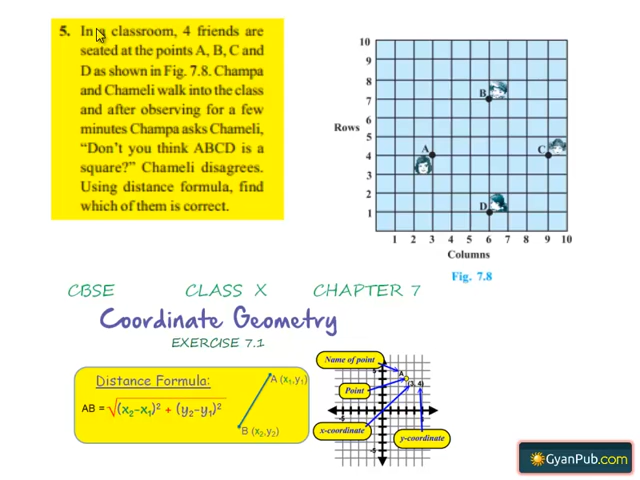 5. In a classroom, 4 friends are
seated at the points A, B, C and
D as shown in Fig. 7.8. Champa
and Chameli walk into the class
and after observing for a few
minutes Champa asks Chameli,
“Don’t you think ABCD is a
square?” Chameli disagrees.
Using distance formula, find
which of them is correct.
10
9
8
7
6
5
4
3
2
1
Rows
B
A
C
D
1 2 3 4 5 6 7 8 9 10
Columns
Fig. 7.8
CBSE CLASS X CHAPTER 7
Coordinate Geometry
EXERCISE 7.1
Distance Formula:
AB = √(x₂–x₁)² + (y₂–y₁)²
A (x₁,y₁)
B (x₂,y₂)
Name of point
Point
x-coordinate
y-coordinate
A
(3, 4)
5
-5
-5
GyanPub.com